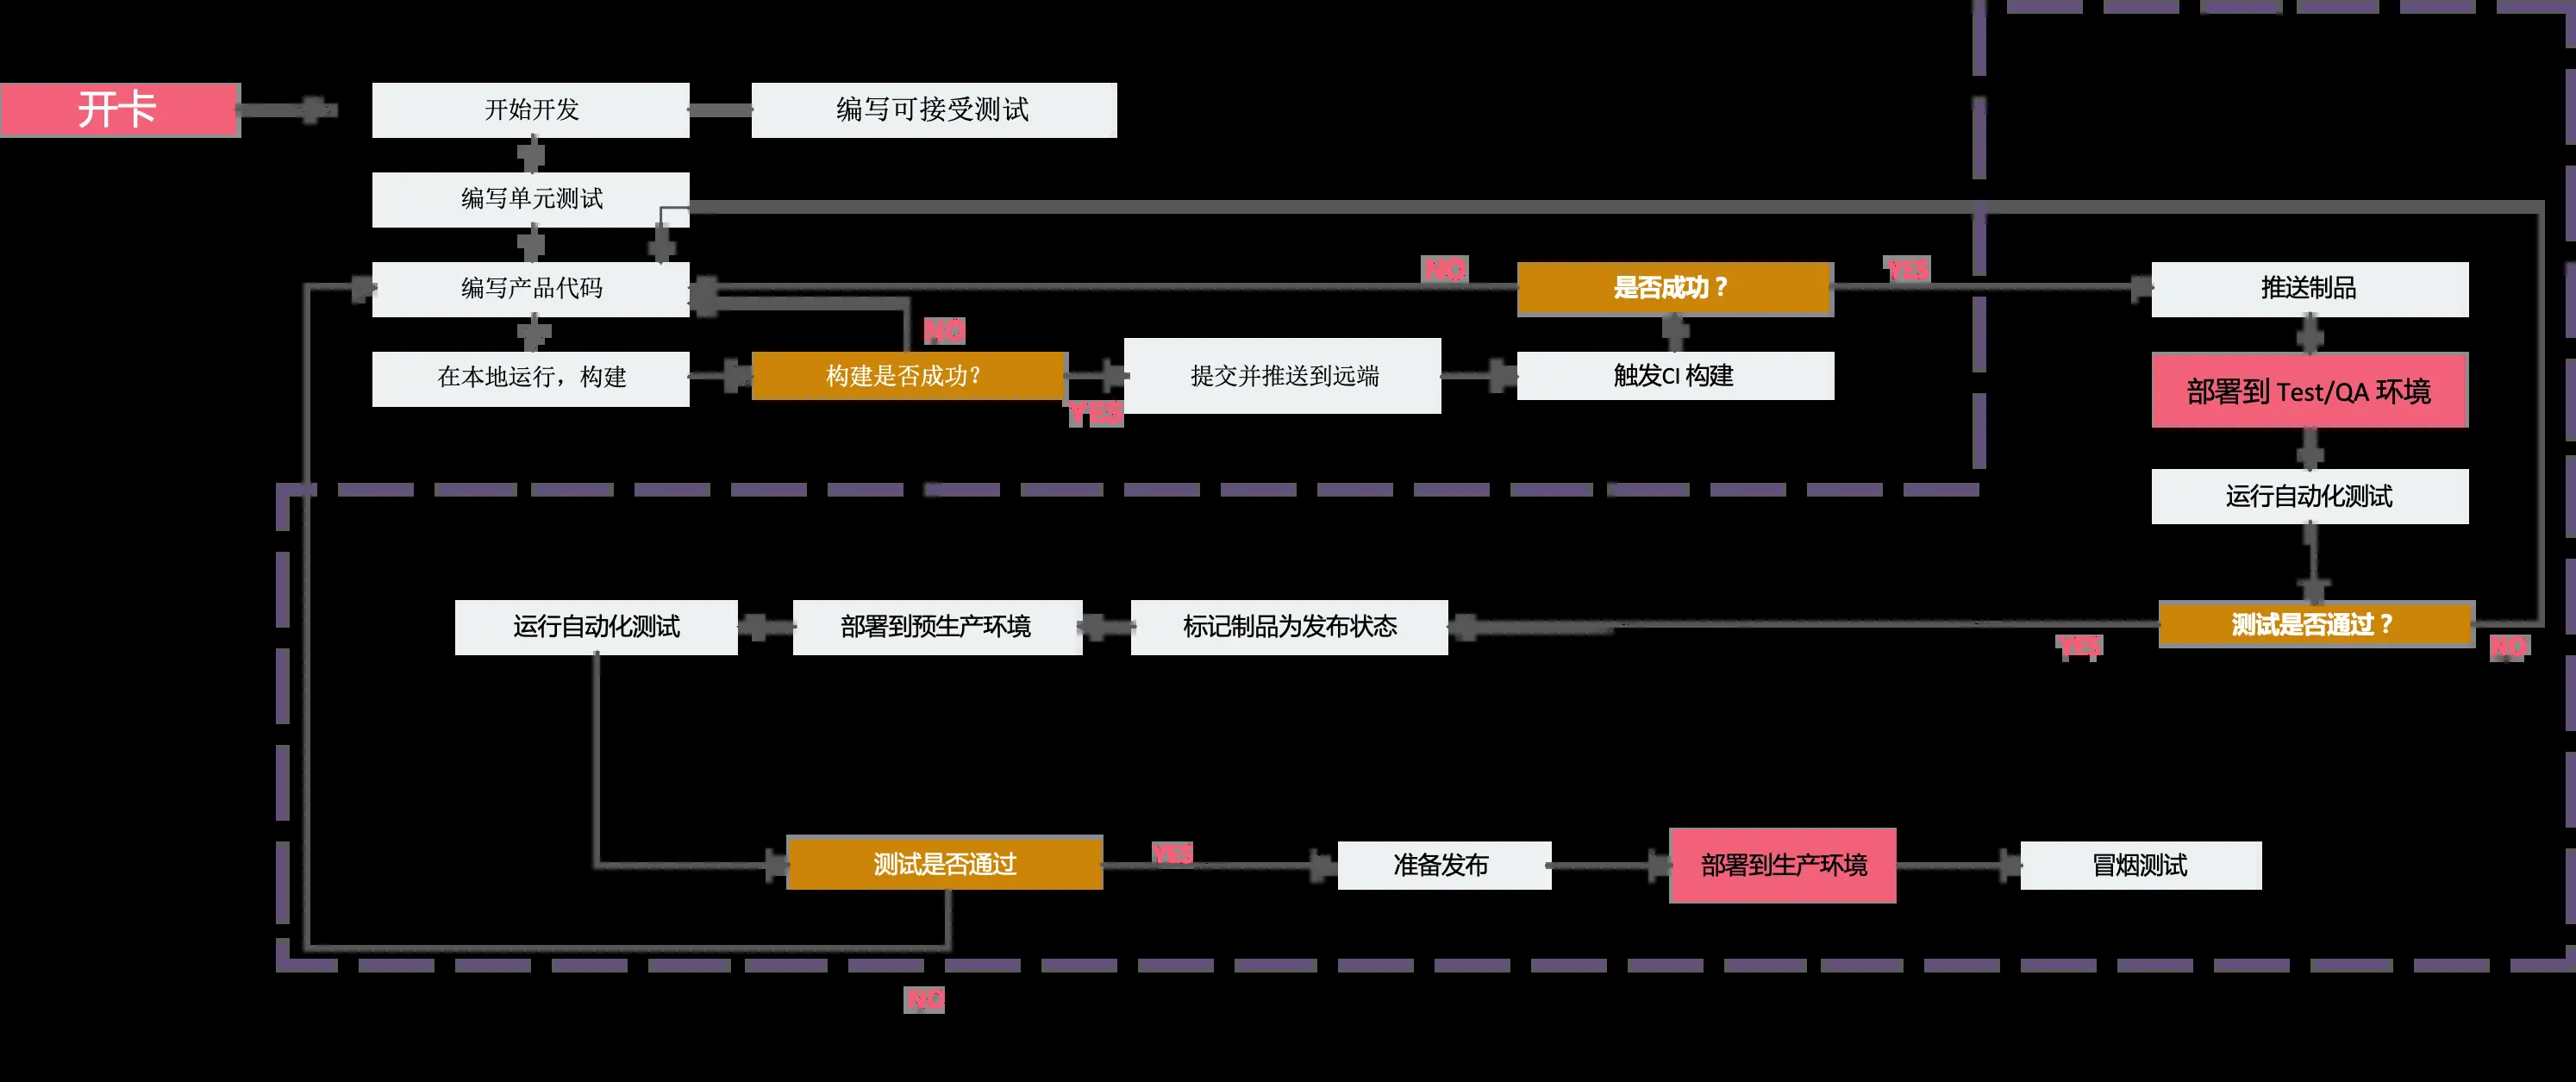 开卡
开始开发
编写可接受测试
编写单元测试
编写产品代码
NO
是否成功？
YES
推送制品
NO
在本地运行，构建
构建是否成功？
YES
提交并推送到远端
触发CI 构建
部署到 Test/QA 环境
运行自动化测试
运行自动化测试
部署到预生产环境
标记制品为发布状态
YES
测试是否通过？
NO
测试是否通过
YES
准备发布
部署到生产环境
冒烟测试
NO